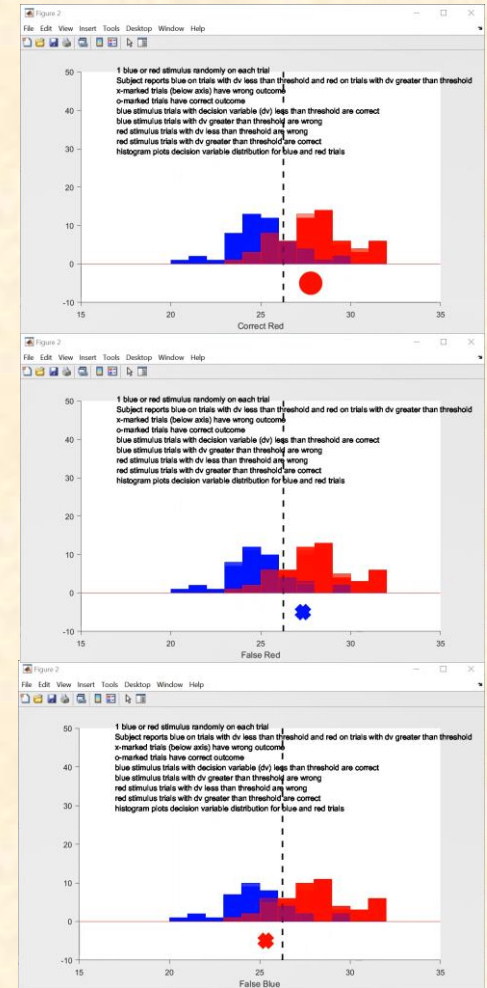 Figure 2
File Edit View Insert Tools Desktop Window Help
1 blue or red stimulus randomly on each trial
Subject reports blue on trials with dv less than threshold and red on trials with dv greater than threshold
x-marked trials (below axis) have wrong outcome
o-marked trials have correct outcome
blue stimulus trials with decision variable (dv) less than threshold are correct
blue stimulus trials with dv greater than threshold are wrong
red stimulus trials with dv less than threshold are wrong
red stimulus trials with dv greater than threshold are correct
histogram plots decision variable distribution for blue and red trials
50
40
30
20
10
0
-10
15 20 25 30 35
Correct Red
Figure 2
File Edit View Insert Tools Desktop Window Help
1 blue or red stimulus randomly on each trial
Subject reports blue on trials with dv less than threshold and red on trials with dv greater than threshold
x-marked trials (below axis) have wrong outcome
o-marked trials have correct outcome
blue stimulus trials with decision variable (dv) less than threshold are correct
blue stimulus trials with dv greater than threshold are wrong
red stimulus trials with dv less than threshold are wrong
red stimulus trials with dv greater than threshold are correct
histogram plots decision variable distribution for blue and red trials
50
40
30
20
10
0
-10
15 20 25 30 35
False Red
Figure 2
File Edit View Insert Tools Desktop Window Help
1 blue or red stimulus randomly on each trial
Subject reports blue on trials with dv less than threshold and red on trials with dv greater than threshold
x-marked trials (below axis) have wrong outcome
o-marked trials have correct outcome
blue stimulus trials with decision variable (dv) less than threshold are correct
blue stimulus trials with dv greater than threshold are wrong
red stimulus trials with dv less than threshold are wrong
red stimulus trials with dv greater than threshold are correct
histogram plots decision variable distribution for blue and red trials
50
40
30
20
10
0
-10
15 20 25 30 35
False Blue